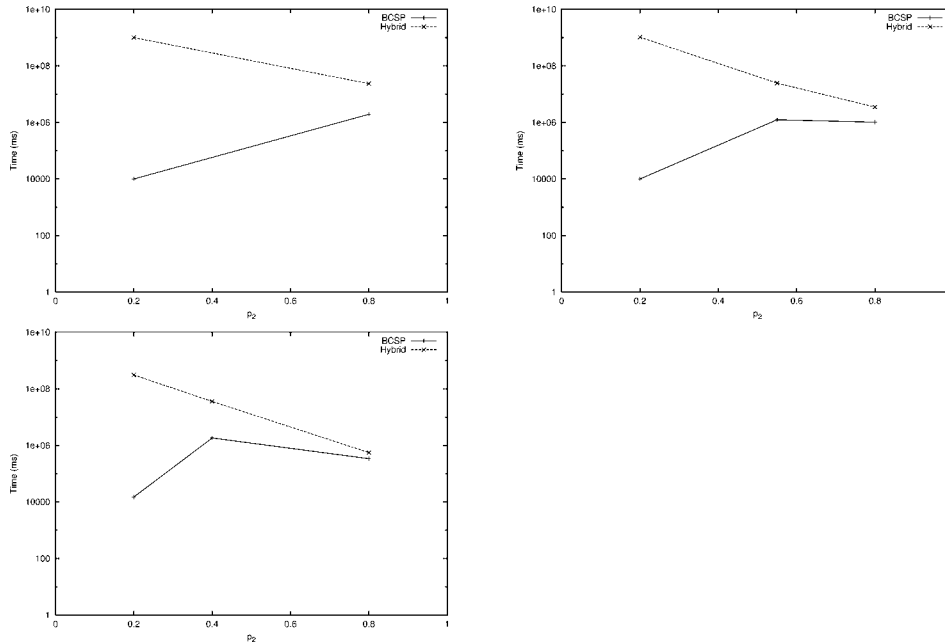 1e+10
1e+08
1e+06
10000
100
1
Time (ms)
0
0.2
0.4
0.6
0.8
1
p2
BCSP
Hybrid
1e+10
1e+08
1e+06
10000
100
1
Time (ms)
0
0.2
0.4
0.6
0.8
p2
BCSP
Hybrid
1e+10
1e+08
1e+06
10000
100
1
Time (ms)
0
0.2
0.4
0.6
0.8
1
p2
BCSP
Hybrid